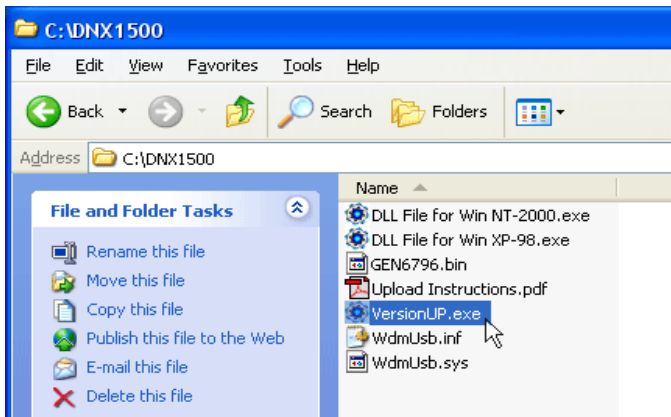 C:\DNX1500
File Edit View Favorites Tools Help
Back Search Folders
Address C:\DNX1500
Name
File and Folder Tasks
Rename this file
Move this file
Copy this file
Publish this file to the Web
E-mail this file
Delete this file
DLL File for Win NT-2000.exe
DLL File for Win XP-98.exe
GEN6796.bin
Upload Instructions.pdf
VersionUP.exe
WdmUsb.inf
WdmUsb.sys